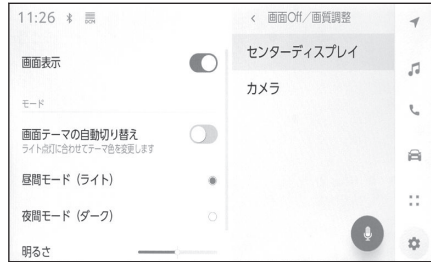 11:26
画面表示
モード
画面テーマの自動切り替え
ライト点灯に合わせてテーマ色を変更します
昼間モード（ライト）
夜間モード（ダーク）
明るさ
＜ 画面Off／画質調整
センターディスプレイ
カメラ